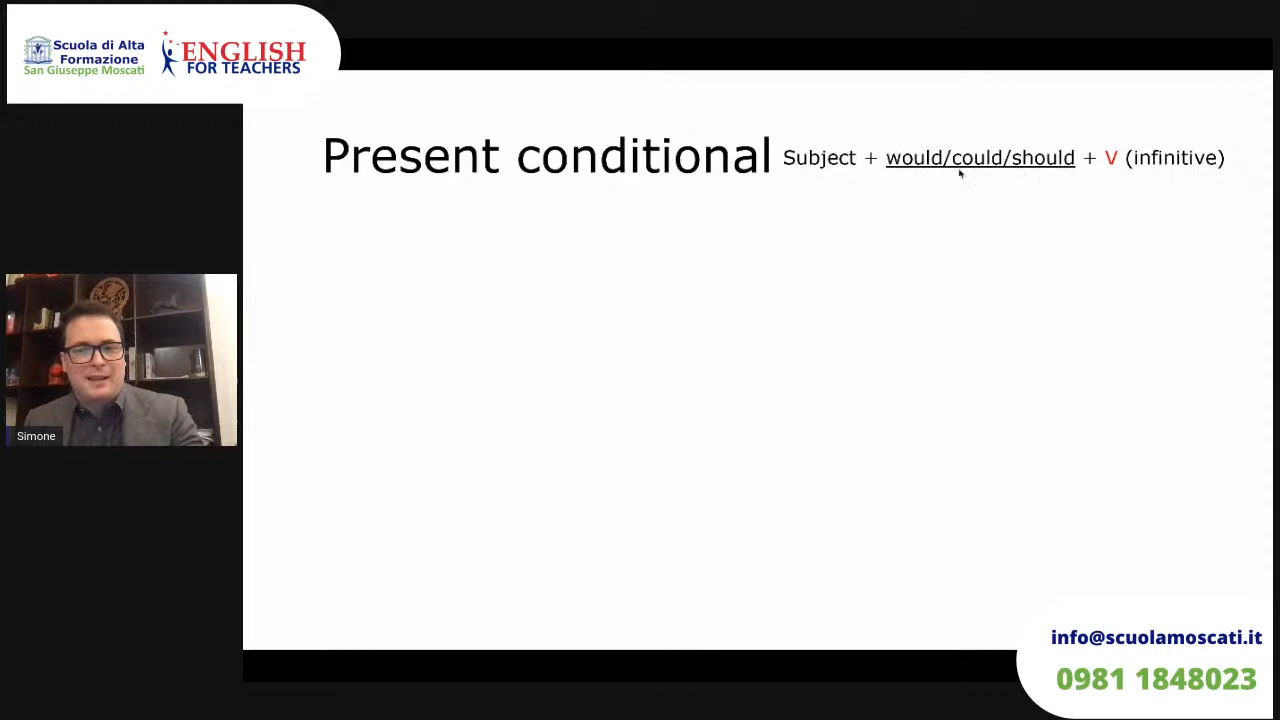 Scuola di Alta
Formazione
San Giuseppe Moscati
ENGLISH
FOR TEACHERS
Present conditional Subject + would/could/should + V (infinitive)
Simone
info@scuolamoscati.it
0981 1848023